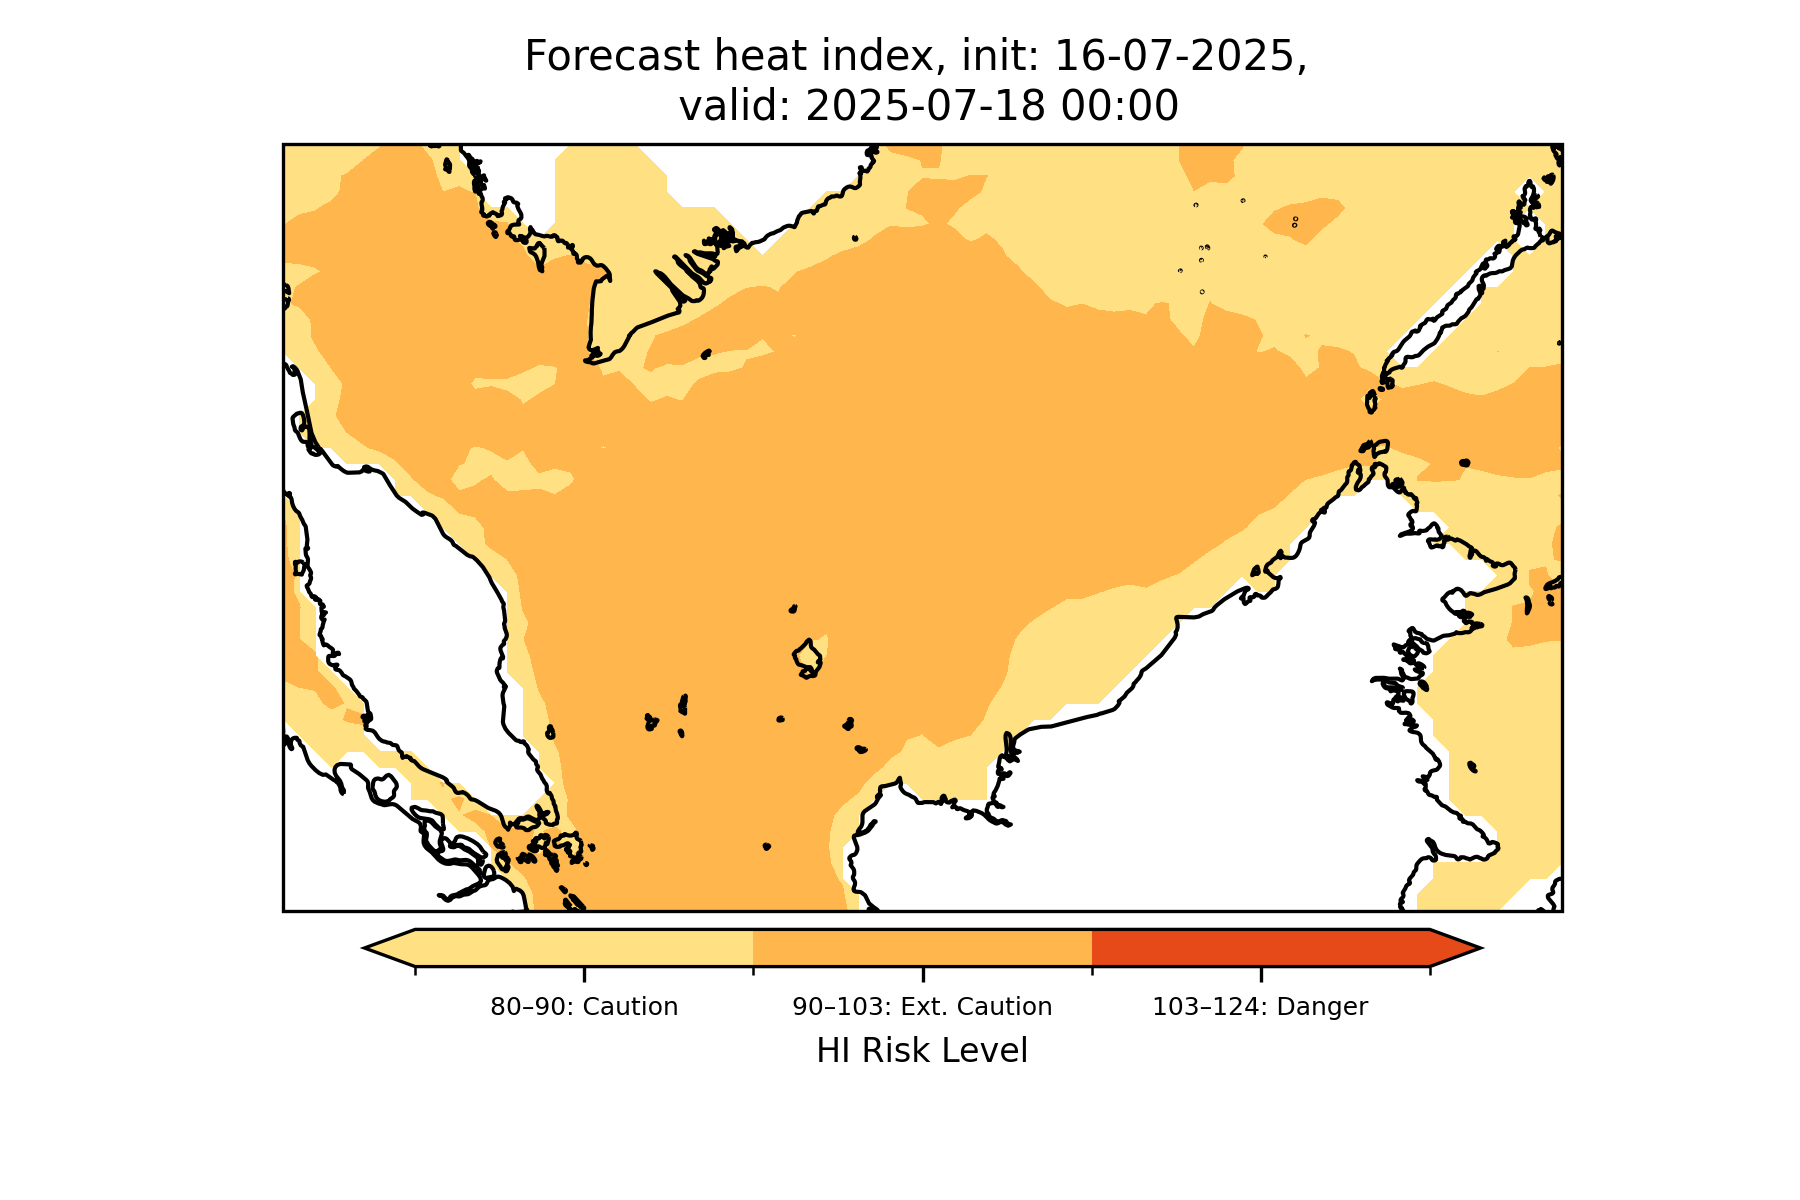 Forecast heat index, init: 16-07-2025,
valid: 2025-07-18 00:00
80–90: Caution
90–103: Ext. Caution
103–124: Danger
HI Risk Level